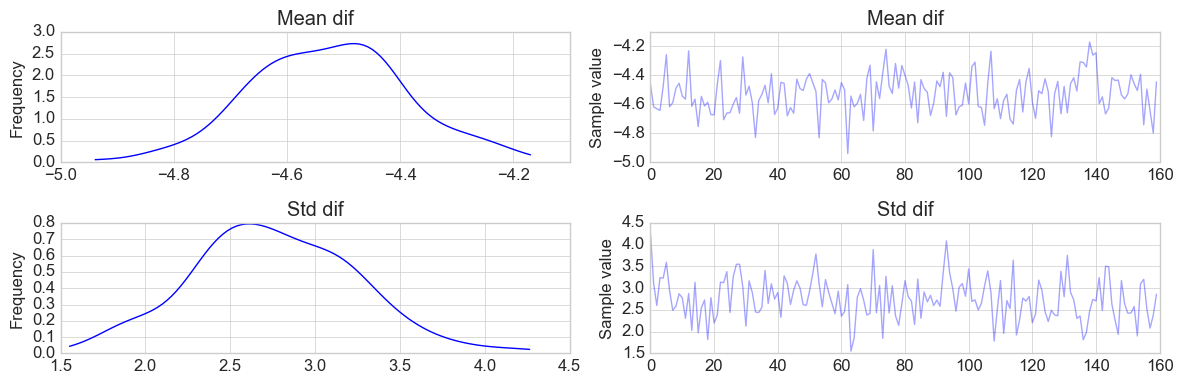 Mean dif
Frequency
3.0
2.5
2.0
1.5
1.0
0.5
0.0
−5.0 −4.8 −4.6 −4.4 −4.2
Mean dif
Sample value
−4.2
−4.4
−4.6
−4.8
−5.0
0 20 40 60 80 100 120 140 160
Std dif
Frequency
0.8
0.7
0.6
0.5
0.4
0.3
0.2
0.1
0.0
1.5 2.0 2.5 3.0 3.5 4.0 4.5
Std dif
Sample value
4.5
4.0
3.5
3.0
2.5
2.0
1.5
0 20 40 60 80 100 120 140 160